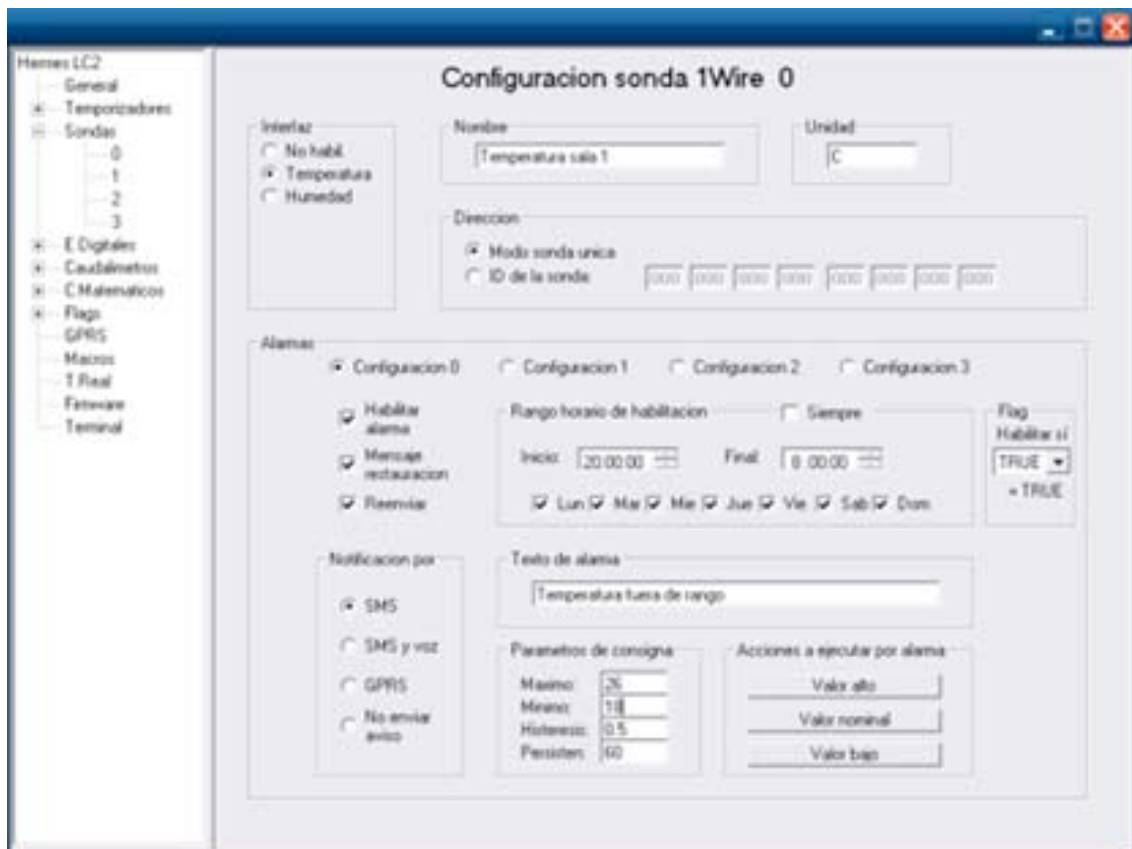 Hermes LC2
General
Temporizadores
Sondas
0
1
2
3
E Digitales
Caudalimetros
C Matematicos
Flags
GPRS
Macros
T Real
Firmware
Terminal
Configuracion sonda 1Wire 0
Interfaz
No habil.
Temperatura
Humedad
Nombre
Temperatura sala 1
Unidad
C
Direccion
Modo sonda unica
ID de la sonda: 000 000 000 000 000 000 000 000
Alarmas
Configuracion 0 Configuracion 1 Configuracion 2 Configuracion 3
Habilitar
alarma
Mensaje
restauracion
Reenviar
Rango horario de habilitacion Siempre
Inicio: 20:00:00 Final: 8:00:00
Lun Mar Mie Jue Vie Sab Dom
Flag
Habilitar sí
TRUE
= TRUE
Notificacion por
SMS
SMS y voz
GPRS
No enviar
aviso
Texto de alarma
Temperatura fuera de rango
Parametros de consigna
Maximo: 26
Minimo: 18
Histeresis: 0.5
Persisten: 60
Acciones a ejecutar por alarma
Valor alto
Valor nominal
Valor bajo